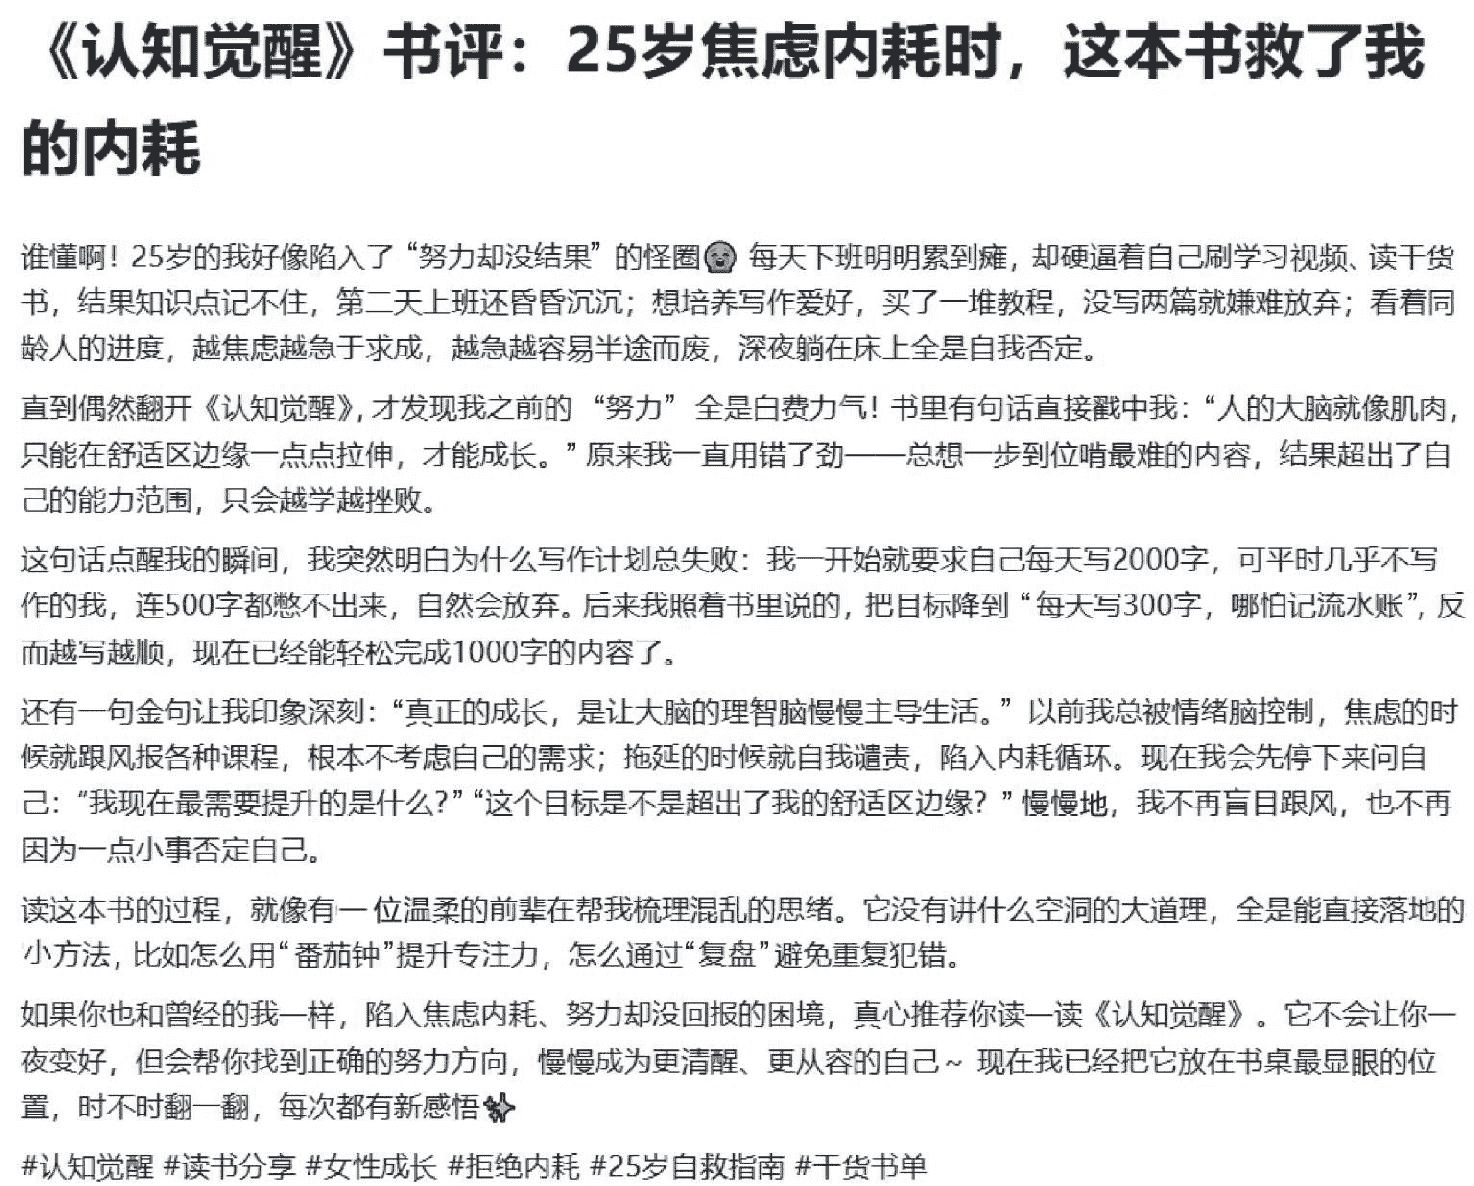 《认知觉醒》书评：25岁焦虑内耗时，这本书救了我
的内耗
谁懂啊！25岁的我好像陷入了“努力却没结果”的怪圈😭 每天下班明明累到瘫，却硬逼着自己刷学习视频、读干货
书，结果知识点记不住，第二天上班还昏昏沉沉；想培养写作爱好，买了一堆教程，没写两篇就嫌难放弃；看着同
龄人的进度，越焦虑越急于求成，越急越容易半途而废，深夜躺在床上全是自我否定。
直到偶然翻开《认知觉醒》，才发现我之前的 “努力” 全是白费力气！书里有句话直接戳中我：“人的大脑就像肌肉，
只能在舒适区边缘一点点拉伸，才能成长。”原来我一直用错了劲——总想一步到位啃最难的内容，结果超出了自
己的能力范围，只会越学越挫败。
这句话点醒我的瞬间，我突然明白为什么写作计划总失败：我一开始就要求自己每天写2000字，可平时几乎不写
作的我，连500字都憋不出来，自然会放弃。后来我照着书里说的，把目标降到“每天写300字，哪怕记流水账”，反
而越写越顺，现在已经能轻松完成1000字的内容了。
还有一句金句让我印象深刻：“真正的成长，是让大脑的理智脑慢慢主导生活。” 以前我总被情绪脑控制，焦虑的时
候就跟风报各种课程，根本不考虑自己的需求；拖延的时候就自我谴责，陷入内耗循环。现在我会先停下来问自
己：“我现在最需要提升的是什么？”“这个目标是不是超出了我的舒适区边缘？” 慢慢地，我不再盲目跟风，也不再
因为一点小事否定自己。
读这本书的过程，就像有一位温柔的前辈在帮我梳理混乱的思绪。它没有讲什么空洞的大道理，全是能直接落地的
小方法，比如怎么用“番茄钟”提升专注力，怎么通过“复盘”避免重复犯错。
如果你也和曾经的我一样，陷入焦虑内耗、努力却没回报的困境，真心推荐你读一读《认知觉醒》。它不会让你一
夜变好，但会帮你找到正确的努力方向，慢慢成为更清醒、更从容的自己～ 现在我已经把它放在书桌最显眼的位
置，时不时翻一翻，每次都有新感悟✨
#认知觉醒 #读书分享 #女性成长 #拒绝内耗 #25岁自救指南 #干货书单